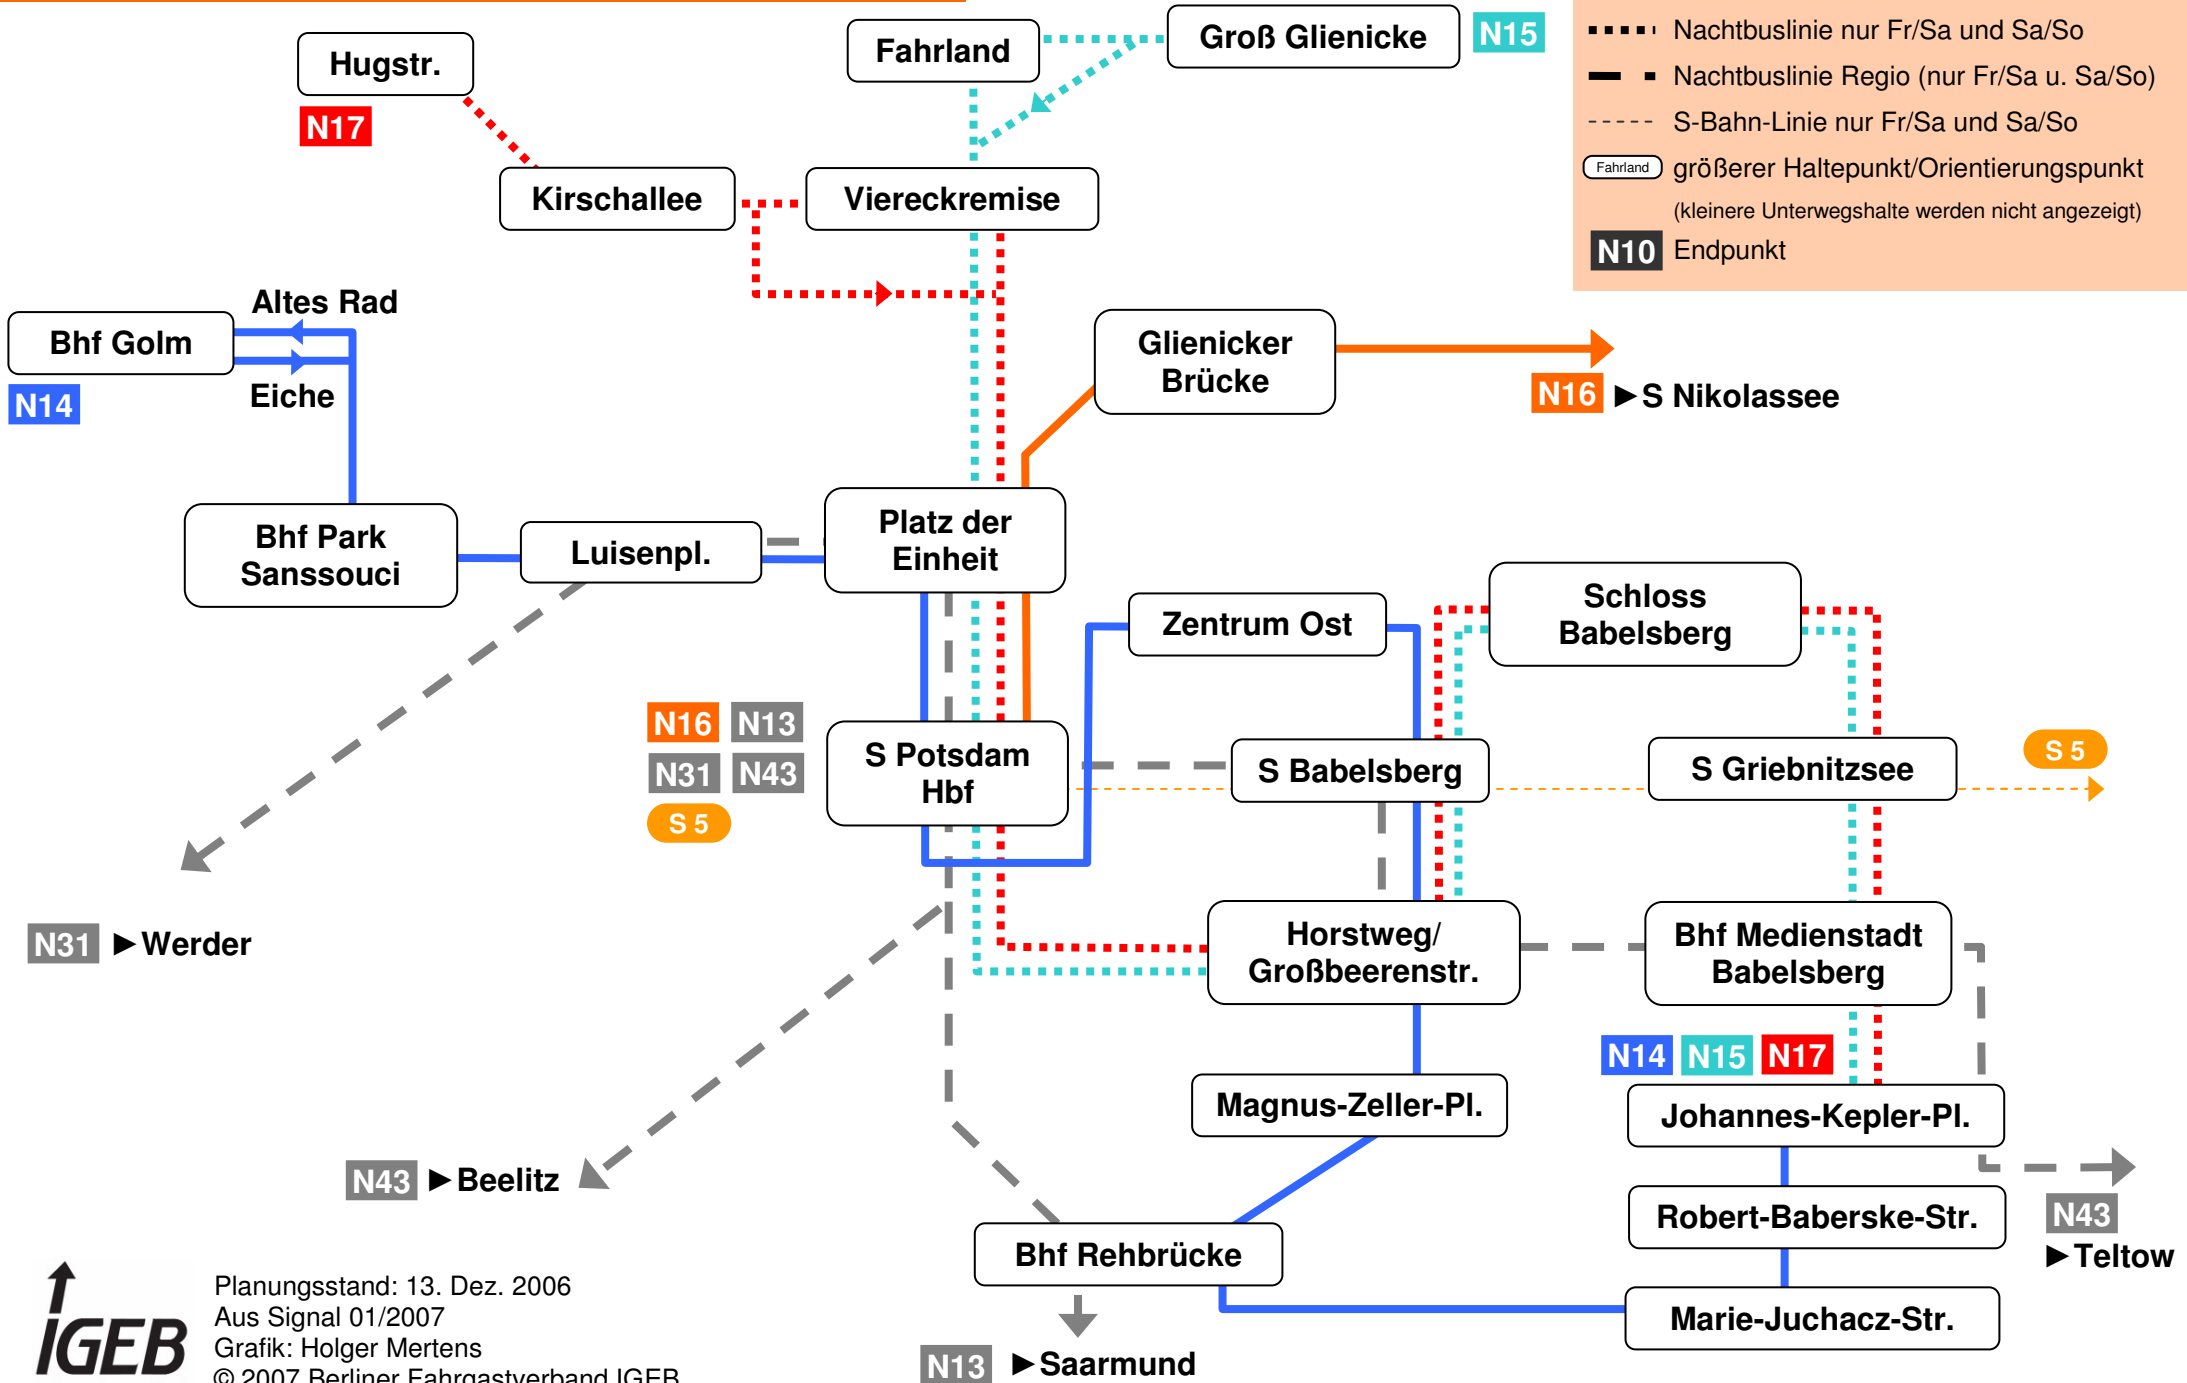 Hugstr.
N17
Fahrland
Groß Glienicke
N15
Nachtbuslinie nur Fr/Sa und Sa/So
Nachtbuslinie Regio (nur Fr/Sa u. Sa/So)
S-Bahn-Linie nur Fr/Sa und Sa/So
Fahrland
größerer Haltepunkt/Orientierungspunkt
(kleinere Unterwegshalte werden nicht angezeigt)
N10
Endpunkt
Kirschallee
Viereckremise
Altes Rad
Bhf Golm
Eiche
N14
Glienicker
Brücke
N16 ►S Nikolassee
Bhf Park
Sanssouci
Luisenpl.
Platz der
Einheit
Zentrum Ost
Schloss
Babelsberg
N16 N13
N31 N43
S 5
S Potsdam
Hbf
S Babelsberg
S Griebnitzsee
S 5
N31 ►Werder
Horstweg/
Großbeerenstr.
Bhf Medienstadt
Babelsberg
N14 N15 N17
Magnus-Zeller-Pl.
Johannes-Kepler-Pl.
N43 ►Beelitz
Robert-Baberske-Str.
N43
►Teltow
Bhf Rehbrücke
Marie-Juchacz-Str.
N13 ►Saarmund
IGEB
Planungsstand: 13. Dez. 2006
Aus Signal 01/2007
Grafik: Holger Mertens
© 2007 Berliner Fahrgastverband IGEB